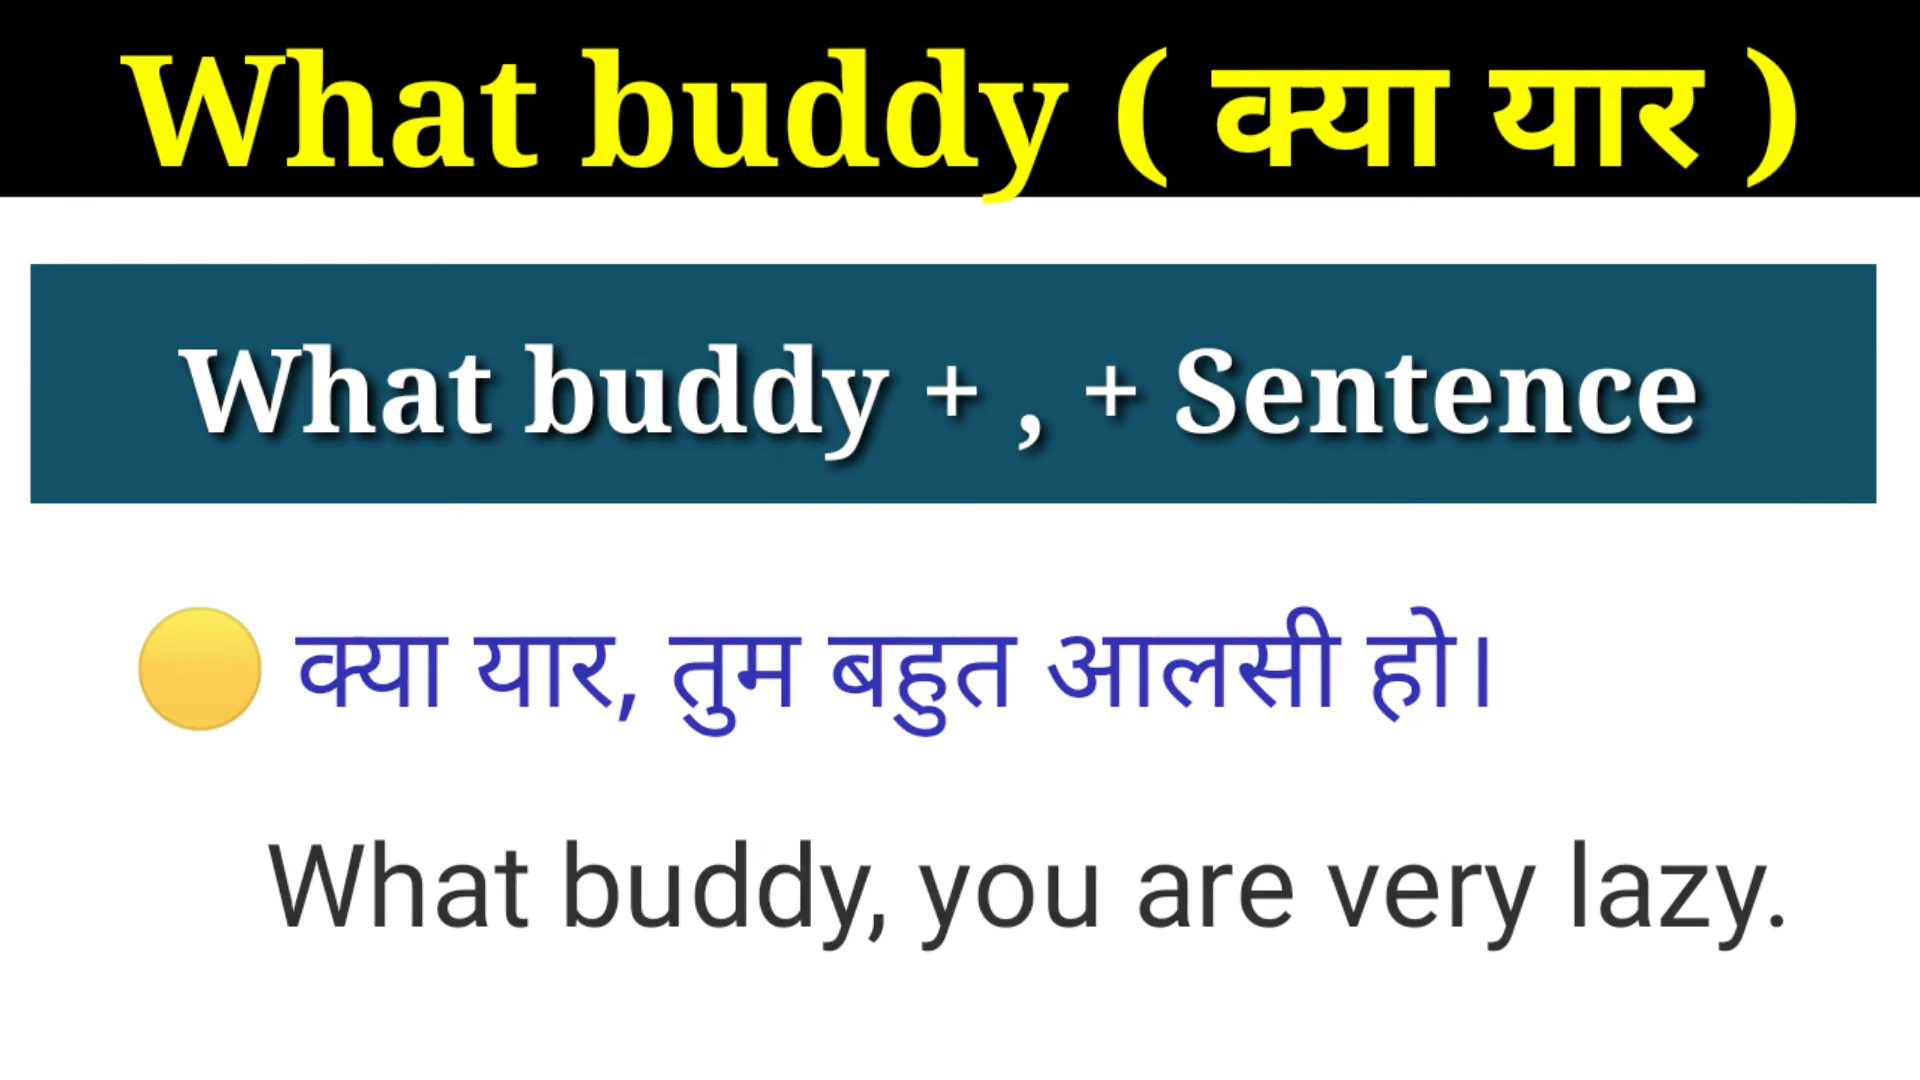 What buddy ( क्या यार )
What buddy + , + Sentence
क्या यार, तुम बहुत आलसी हो।
What buddy, you are very lazy.